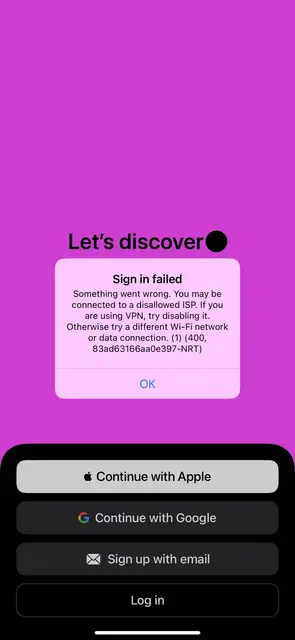 Let's discover
Sign in failed
Something went wrong. You may be
connected to a disallowed ISP. If you
are using VPN, try disabling it.
Otherwise try a different Wi-Fi network
or data connection. (1) (400,
83ad63166aa0e397-NRT)
OK
Continue with Apple
Continue with Google
Sign up with email
Log in